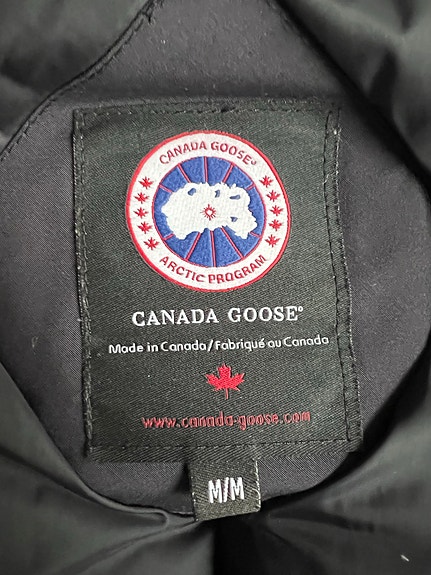 CANADA GOOSE®
ARCTIC PROGRAM
CANADA GOOSE®
Made in Canada/Fabriqué au Canada
www.canada-goose.com
M/M